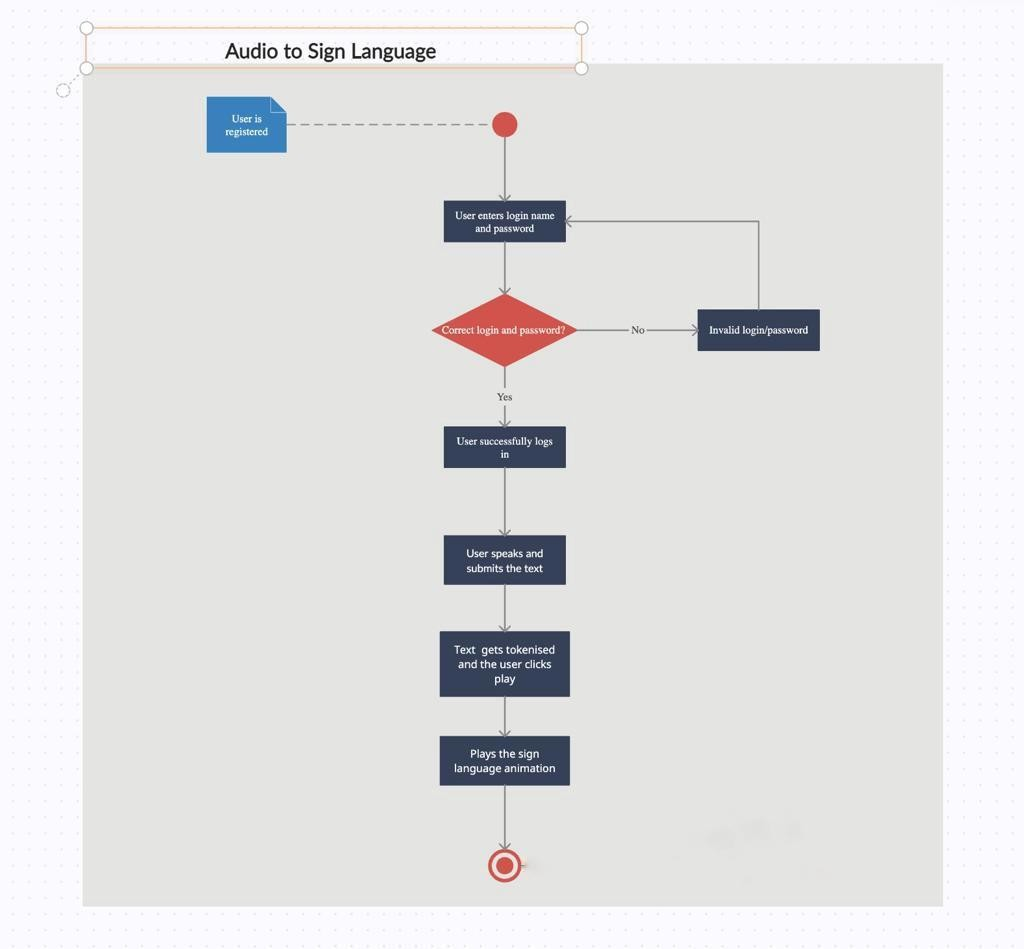 Audio to Sign Language
User is
registered
User enters login name
and password
Correct login and password?
No
Invalid login/password
Yes
User successfully logs
in
User speaks and
submits the text
Text  gets tokenised
and the user clicks
play
Plays the sign
language animation